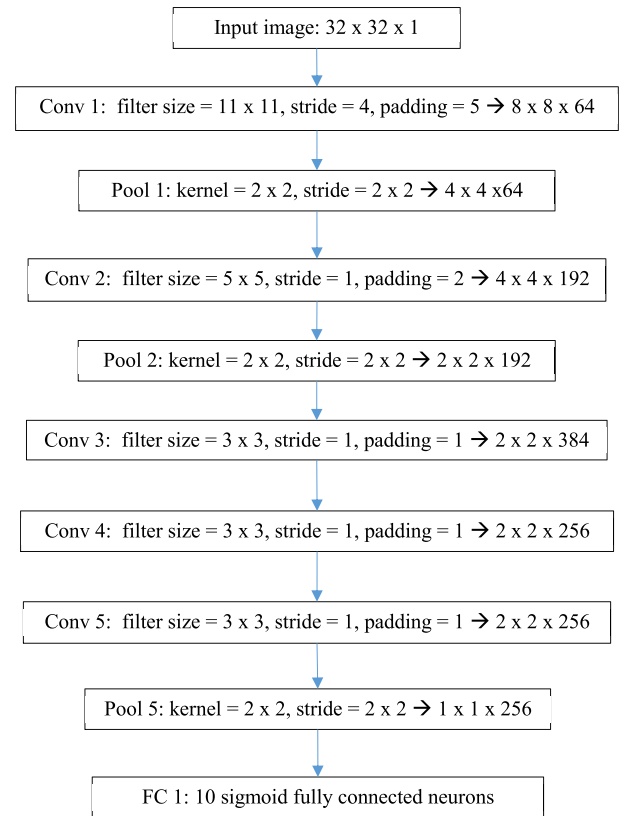 Input image: 32 x 32 x 1
Conv 1:  filter size = 11 x 11, stride = 4, padding = 5 → 8 x 8 x 64
Pool 1: kernel = 2 x 2, stride = 2 x 2 → 4 x 4 x64
Conv 2:  filter size = 5 x 5, stride = 1, padding = 2 → 4 x 4 x 192
Pool 2: kernel = 2 x 2, stride = 2 x 2 → 2 x 2 x 192
Conv 3:  filter size = 3 x 3, stride = 1, padding = 1 → 2 x 2 x 384
Conv 4:  filter size = 3 x 3, stride = 1, padding = 1 → 2 x 2 x 256
Conv 5:  filter size = 3 x 3, stride = 1, padding = 1 → 2 x 2 x 256
Pool 5: kernel = 2 x 2, stride = 2 x 2 → 1 x 1 x 256
FC 1: 10 sigmoid fully connected neurons